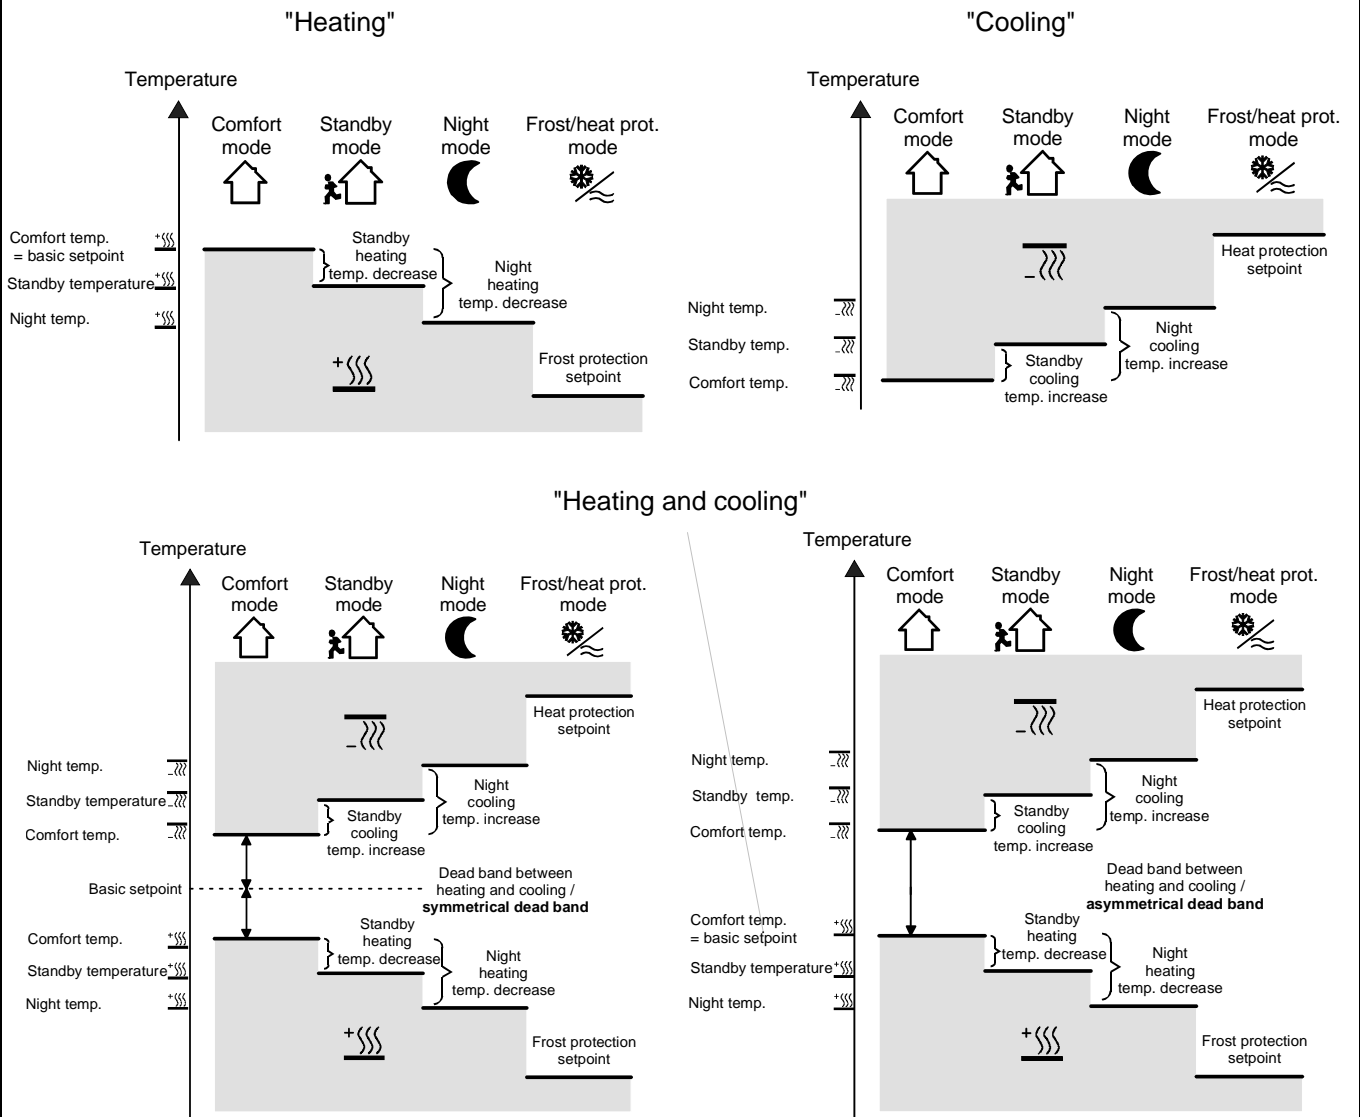 "Heating"
Temperature
Comfort
mode
Standby
mode
Night
mode
Frost/heat prot.
mode
Comfort temp.
= basic setpoint
Standby temperature
Night temp.
Standby
heating
temp. decrease
Night
heating
temp. decrease
Frost protection
setpoint
"Cooling"
Temperature
Comfort
mode
Standby
mode
Night
mode
Frost/heat prot.
mode
Heat protection
setpoint
Night temp.
Standby temp.
Comfort temp.
Standby
cooling
temp. increase
Night
cooling
temp. increase
"Heating and cooling"
Temperature
Comfort
mode
Standby
mode
Night
mode
Frost/heat prot.
mode
Heat protection
setpoint
Night temp.
Standby temperature
Comfort temp.
Standby
cooling
temp. increase
Night
cooling
temp. increase
Basic setpoint
Dead band between
heating and cooling /
symmetrical dead band
Comfort temp.
Standby temperature
Night temp.
Standby
heating
temp. decrease
Night
heating
temp. decrease
Frost protection
setpoint
Temperature
Comfort
mode
Standby
mode
Night
mode
Frost/heat prot.
mode
Heat protection
setpoint
Night temp.
Standby temp.
Comfort temp.
Standby
cooling
temp. increase
Night
cooling
temp. increase
Dead band between
heating and cooling /
asymmetrical dead band
Comfort temp.
= basic setpoint
Standby temperature
Night temp.
Standby
heating
temp. decrease
Night
heating
temp. decrease
Frost protection
setpoint